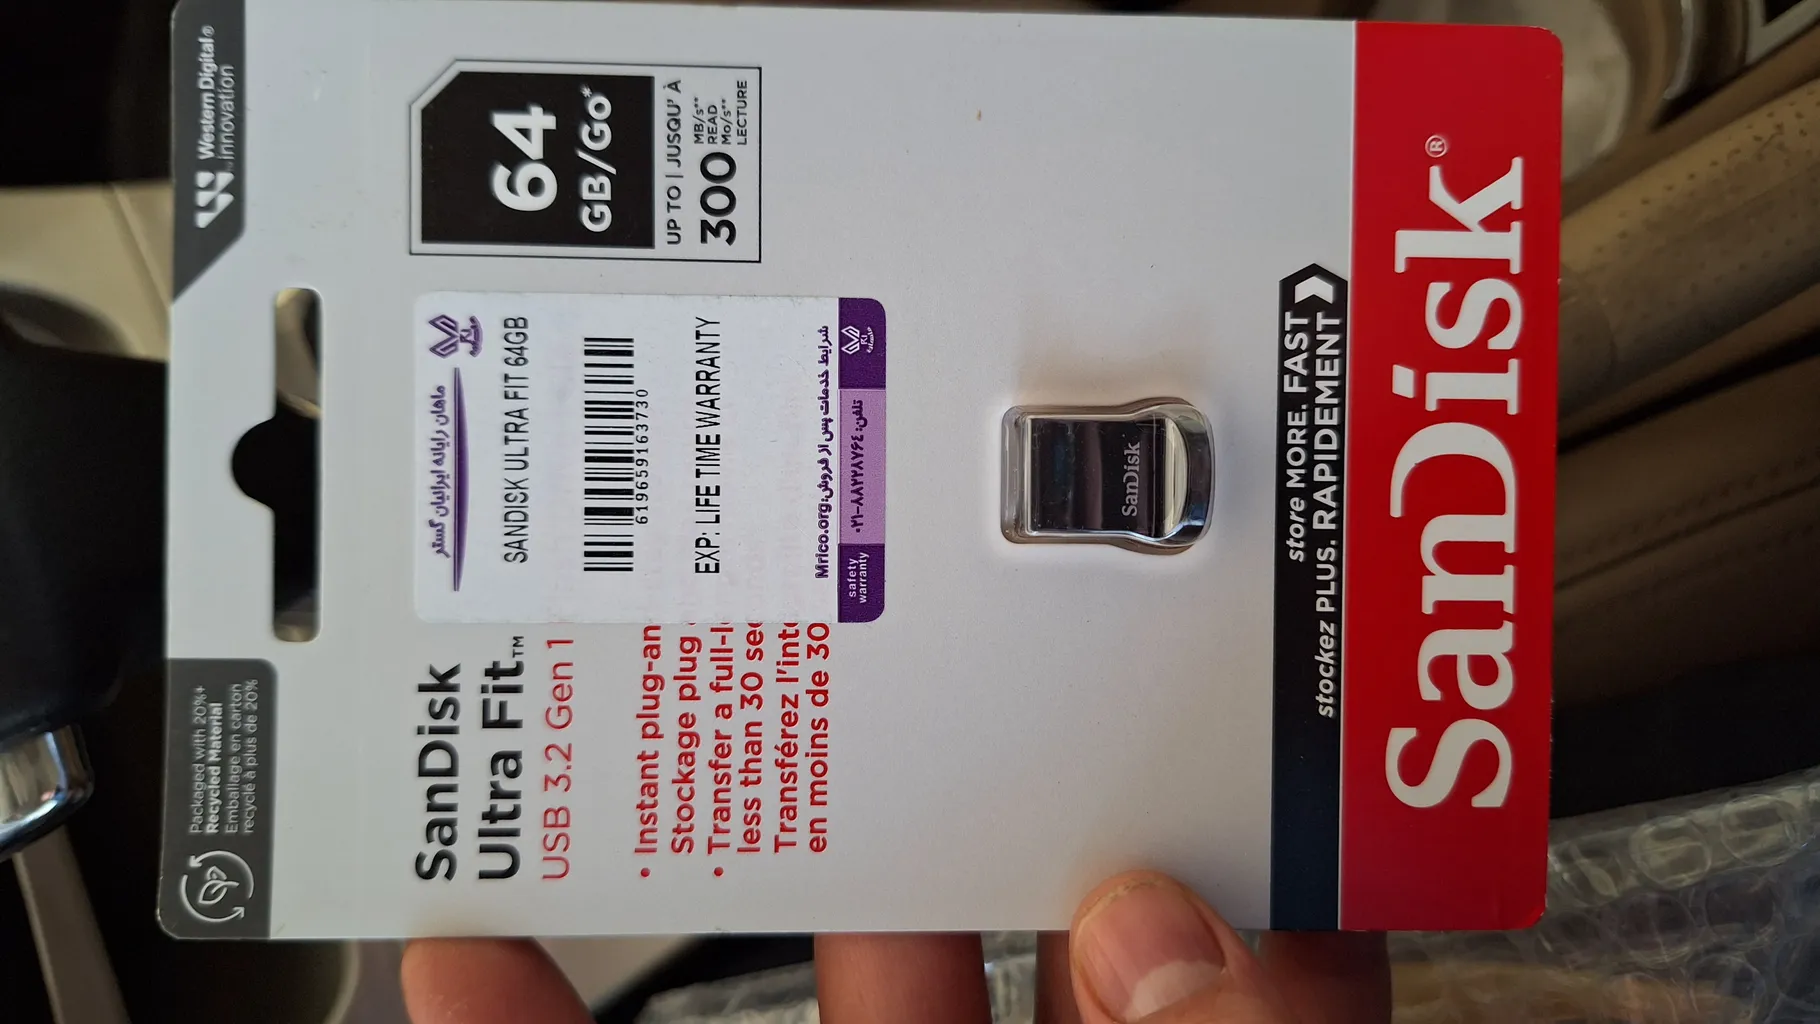 Western Digital®
innovation
Packaged with 20%+
Recycled Material
Emballage en carton
recyclé à plus de 20%
SanDisk
Ultra Fit™
USB 3.2 Gen 1
64
GB/Go*
UP TO | JUSQU' À
300 MB/s**
READ
Mo/s**
LECTURE
ماهان رایانه ایرانیان گستر
SANDISK ULTRA FIT 64GB
619659163730
EXP: LIFE TIME WARRANTY
شرایط خدمات پس از فروش: Mrico.org
safety
warranty
تلفن: ۰۲۱-۸۸۲۲۸۷۶۴
• Instant plug-an
Stockage plug
• Transfer a full-l
less than 30 sec
Transférez l'inte
en moins de 30
SanDisk
store MORE. FAST
stockez PLUS. RAPIDEMENT
SanDisk®